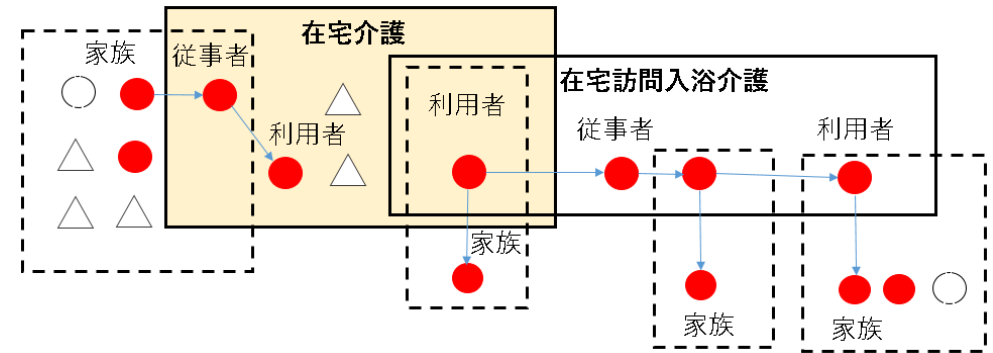 在宅介護
家族
従事者
利用者
利用者
家族
在宅訪問入浴介護
従事者
利用者
家族
家族